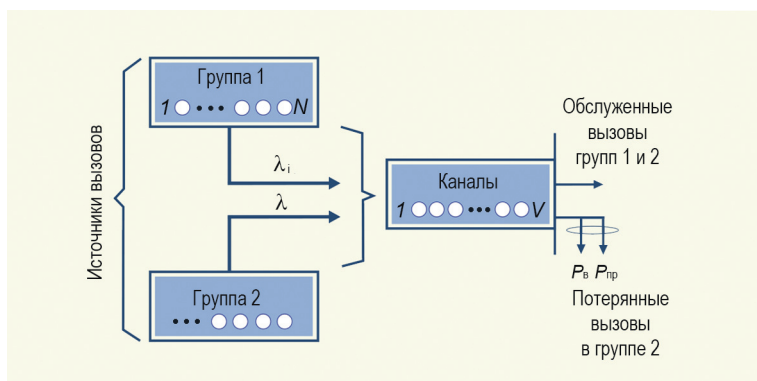 Источники вызовов
Группа 1
1 ••• N
λi
λ
Группа 2
•••
Каналы
1 ••• V
Обслуженные
вызовы
групп 1 и 2
Pв Pпр
Потерянные
вызовы
в группе 2